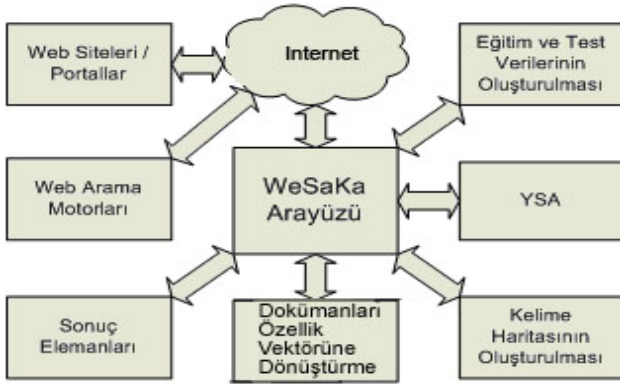 Web Siteleri /
Portallar
Internet
Eğitim ve Test
Verilerinin
Oluşturulması
Web Arama
Motorları
WeSaKa
Arayüzü
YSA
Sonuç
Elemanları
Dokümanları
Özellik
Vektörüne
Dönüştürme
Kelime
Haritasının
Oluşturulması